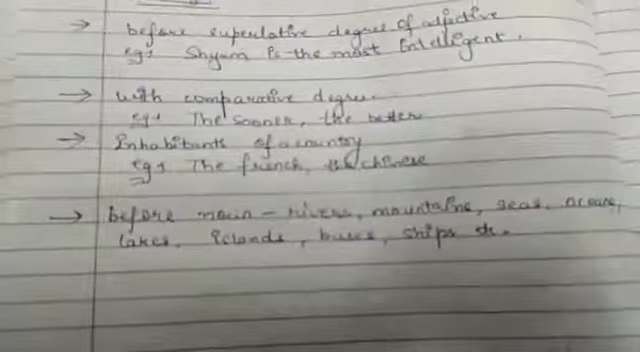 → before superlative degree of adjective
eg: Shyam is the most Intelligent.
→ with comparative degree.
eg: The sooner, the better
→ Inhabitants of a country
eg: The french, the chinese
→ before noun - rivers, mountains, seas, oceans,
lakes, Islands, buses, ships etc.